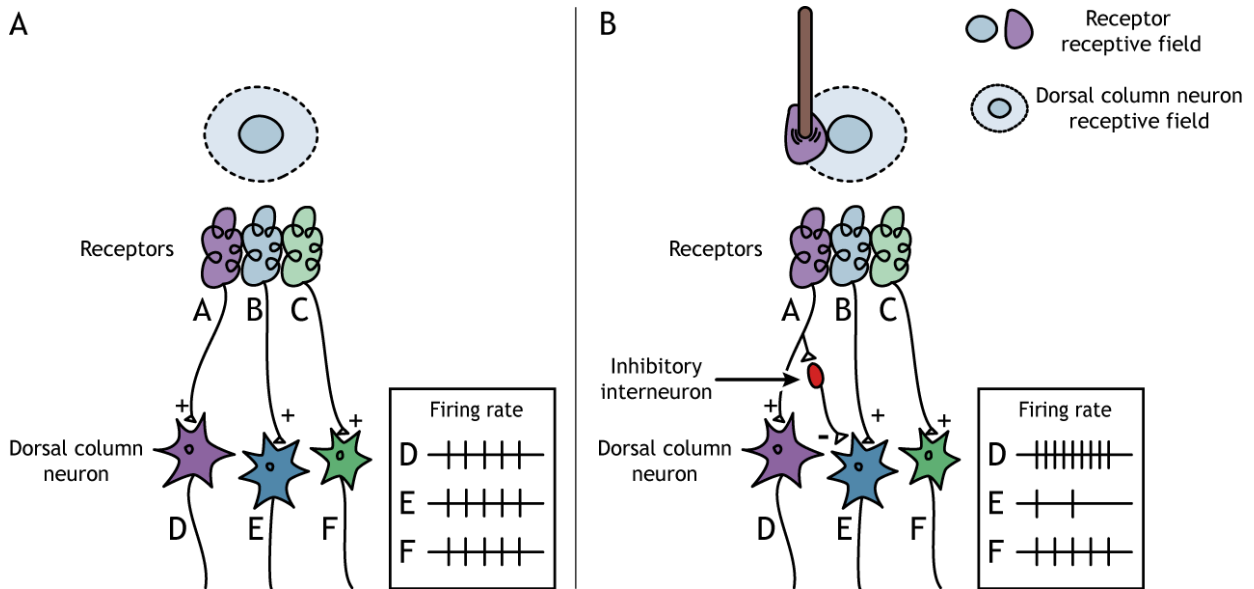 A
Receptors
A B C
+ + +
Dorsal column
neuron
D E F
Firing rate
D
E
F
B
Receptor
receptive field
Dorsal column neuron
receptive field
Receptors
A B C
Inhibitory
interneuron
+ - + +
Dorsal column
neuron
D E F
Firing rate
D
E
F